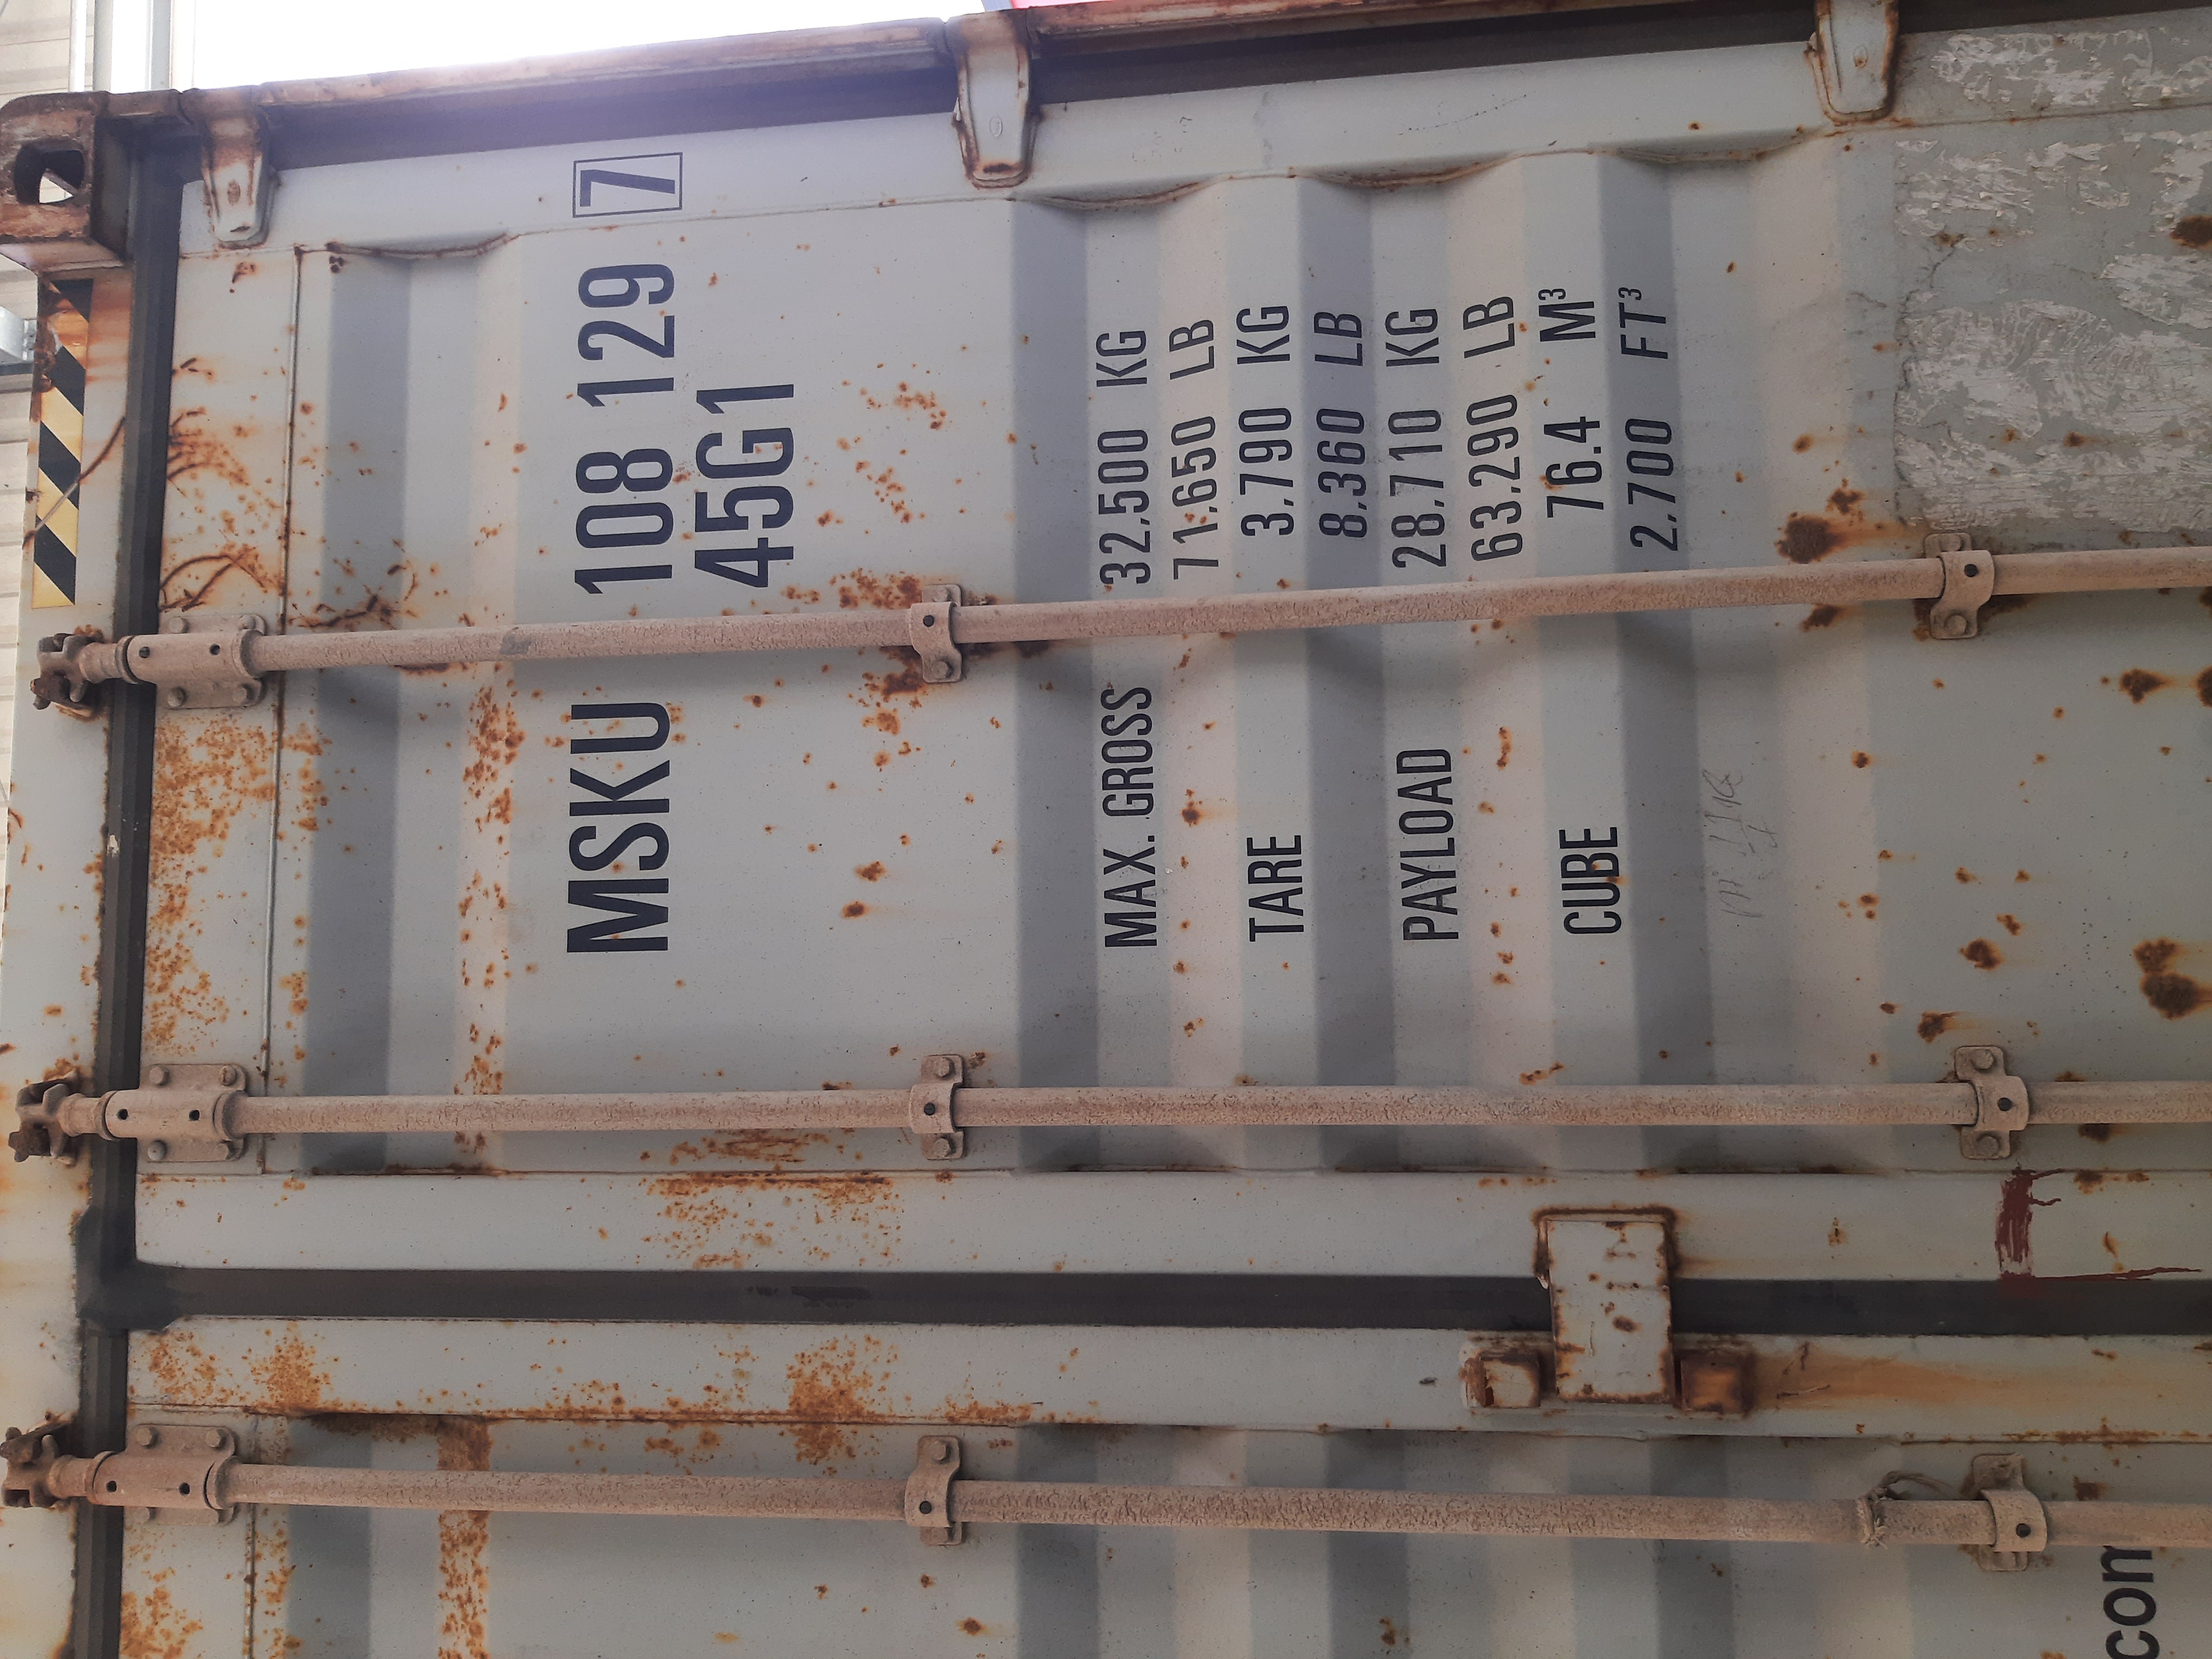 MSKU 108 129 7
45G1
MAX. GROSS 32.500 KG
71.650 LB
TARE 3.790 KG
8.360 LB
PAYLOAD 28.710 KG
63.290 LB
CUBE 76.4 M³
2.700 FT³
com